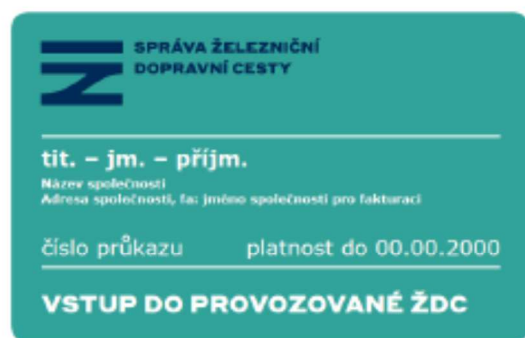 SPRÁVA ŽELEZNIČNÍ
DOPRAVNÍ CESTY
tit. – jm. – příjm.
Název společnosti
Adresa společnosti, fa: jméno společnosti pro fakturaci
číslo průkazu platnost do 00.00.2000
VSTUP DO PROVOZOVANÉ ŽDC